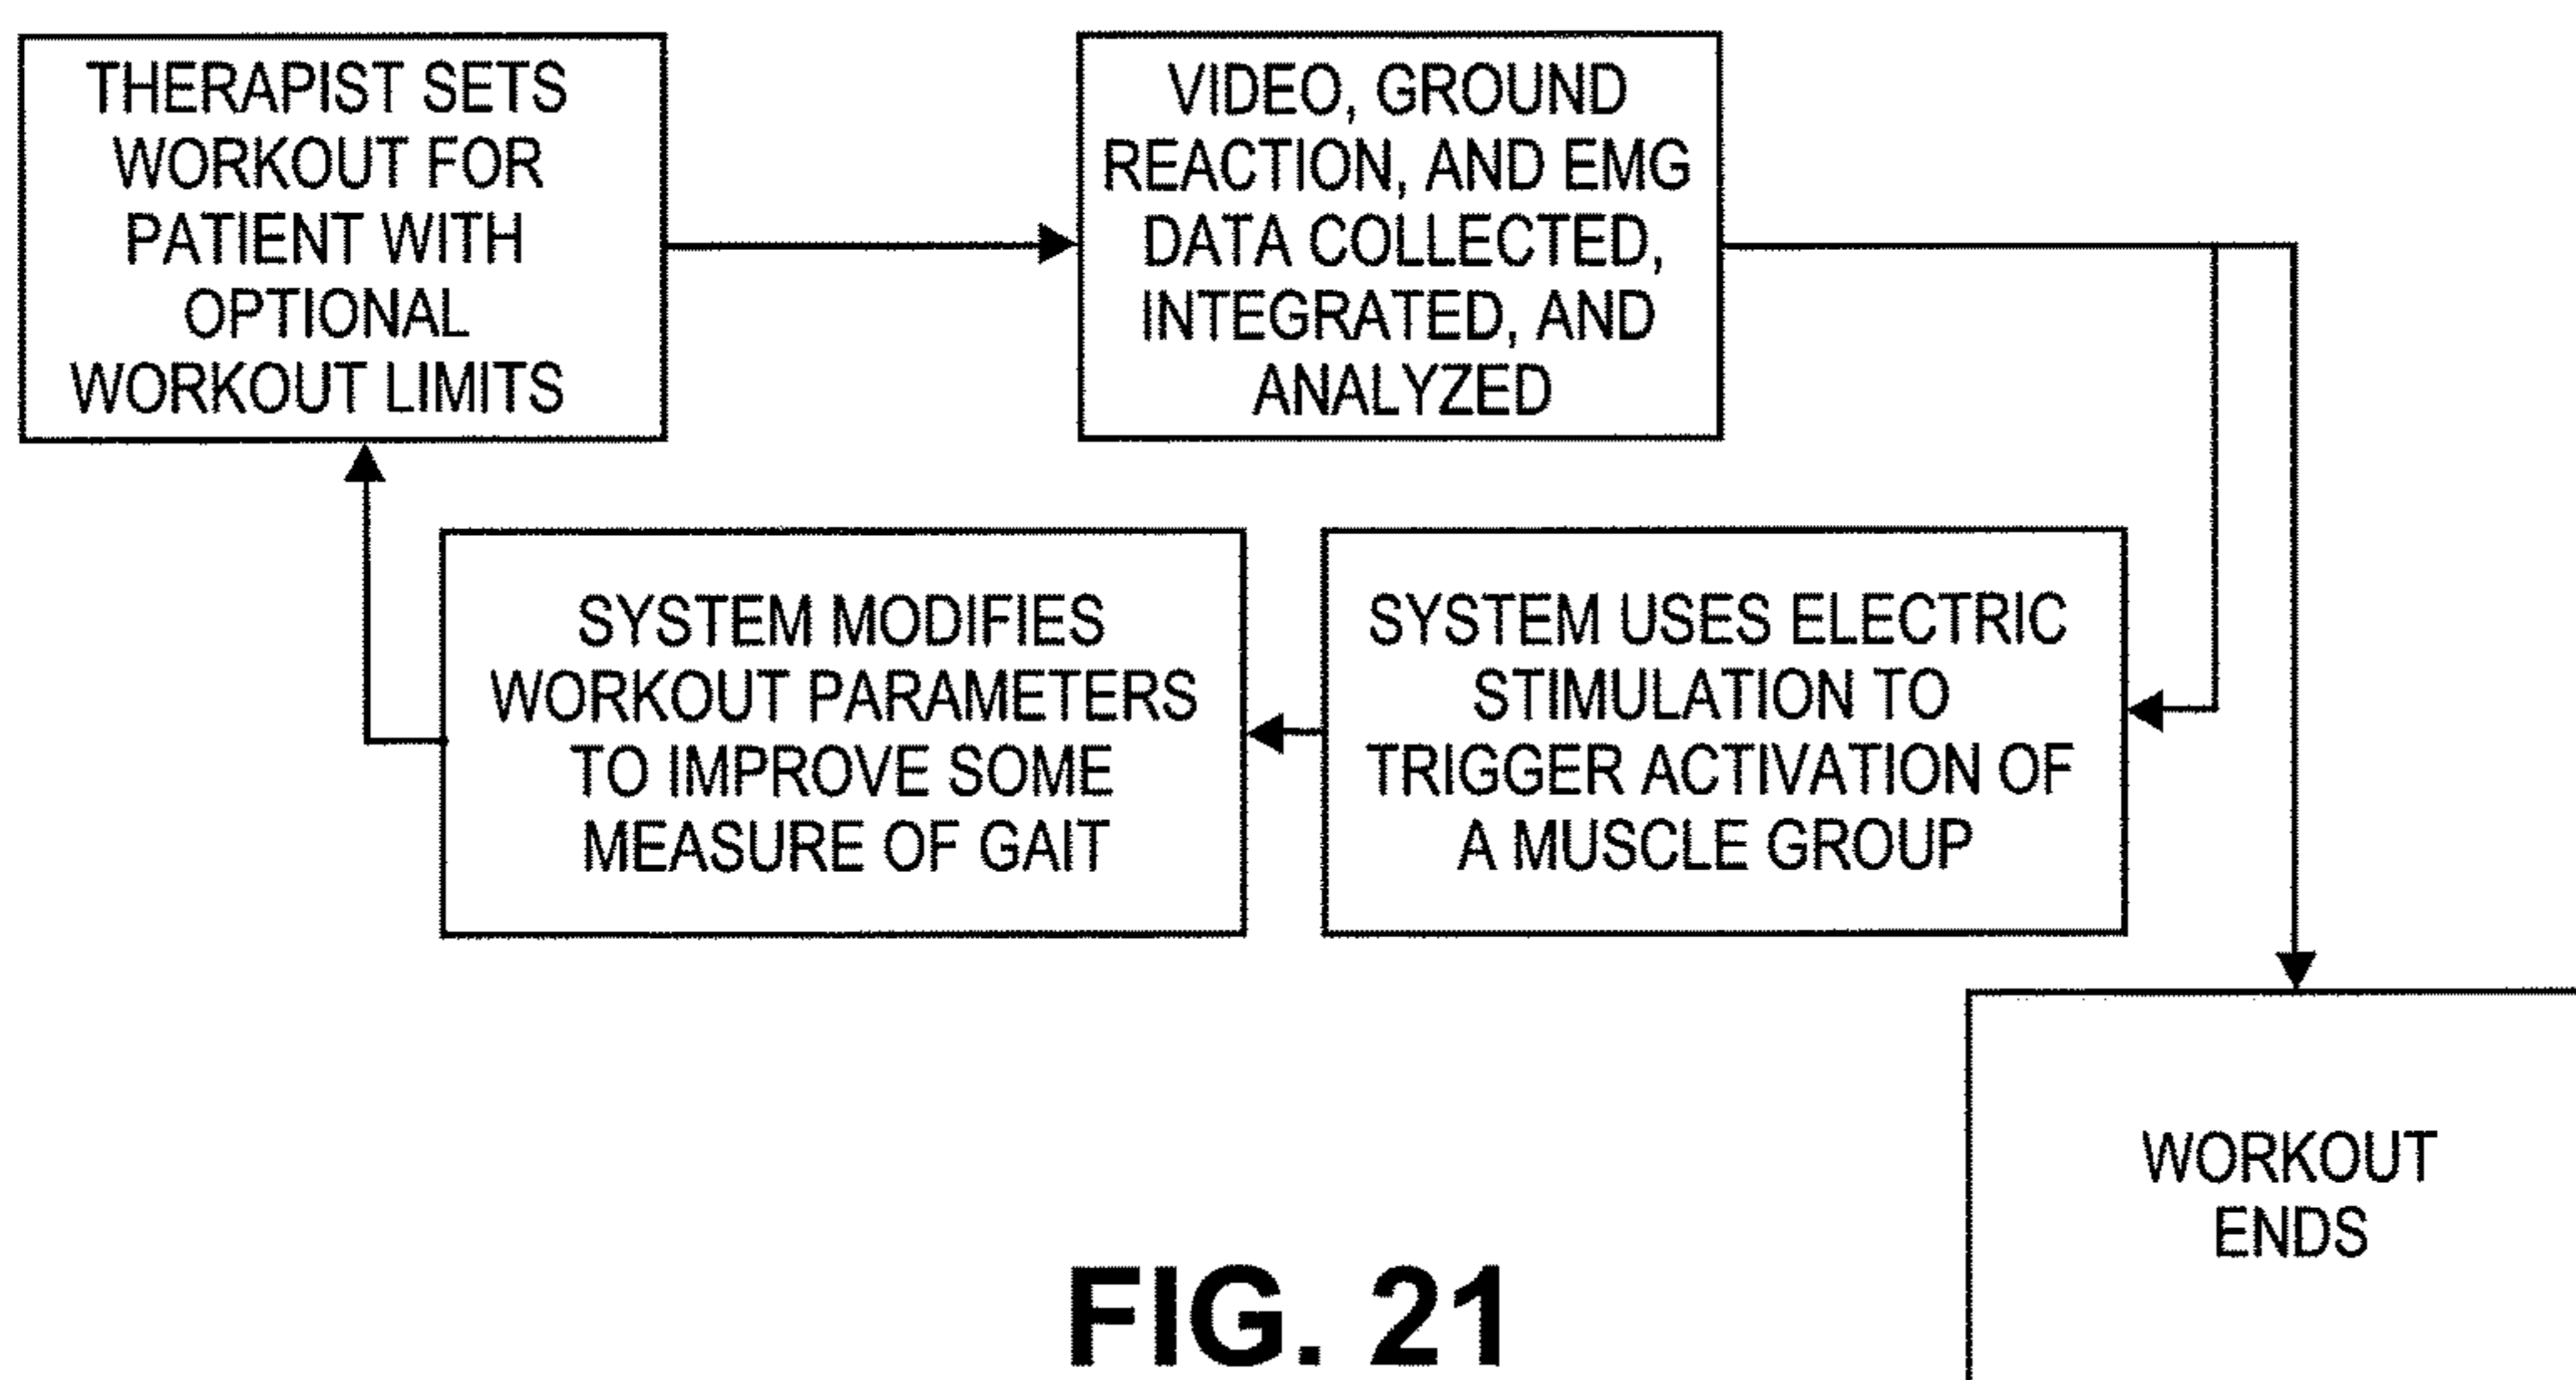 THERAPIST SETS
WORKOUT FOR
PATIENT WITH
OPTIONAL
WORKOUT LIMITS
VIDEO, GROUND
REACTION, AND EMG
DATA COLLECTED,
INTEGRATED, AND
ANALYZED
SYSTEM MODIFIES
WORKOUT PARAMETERS
TO IMPROVE SOME
MEASURE OF GAIT
SYSTEM USES ELECTRIC
STIMULATION TO
TRIGGER ACTIVATION OF
A MUSCLE GROUP
WORKOUT
ENDS
FIG. 21